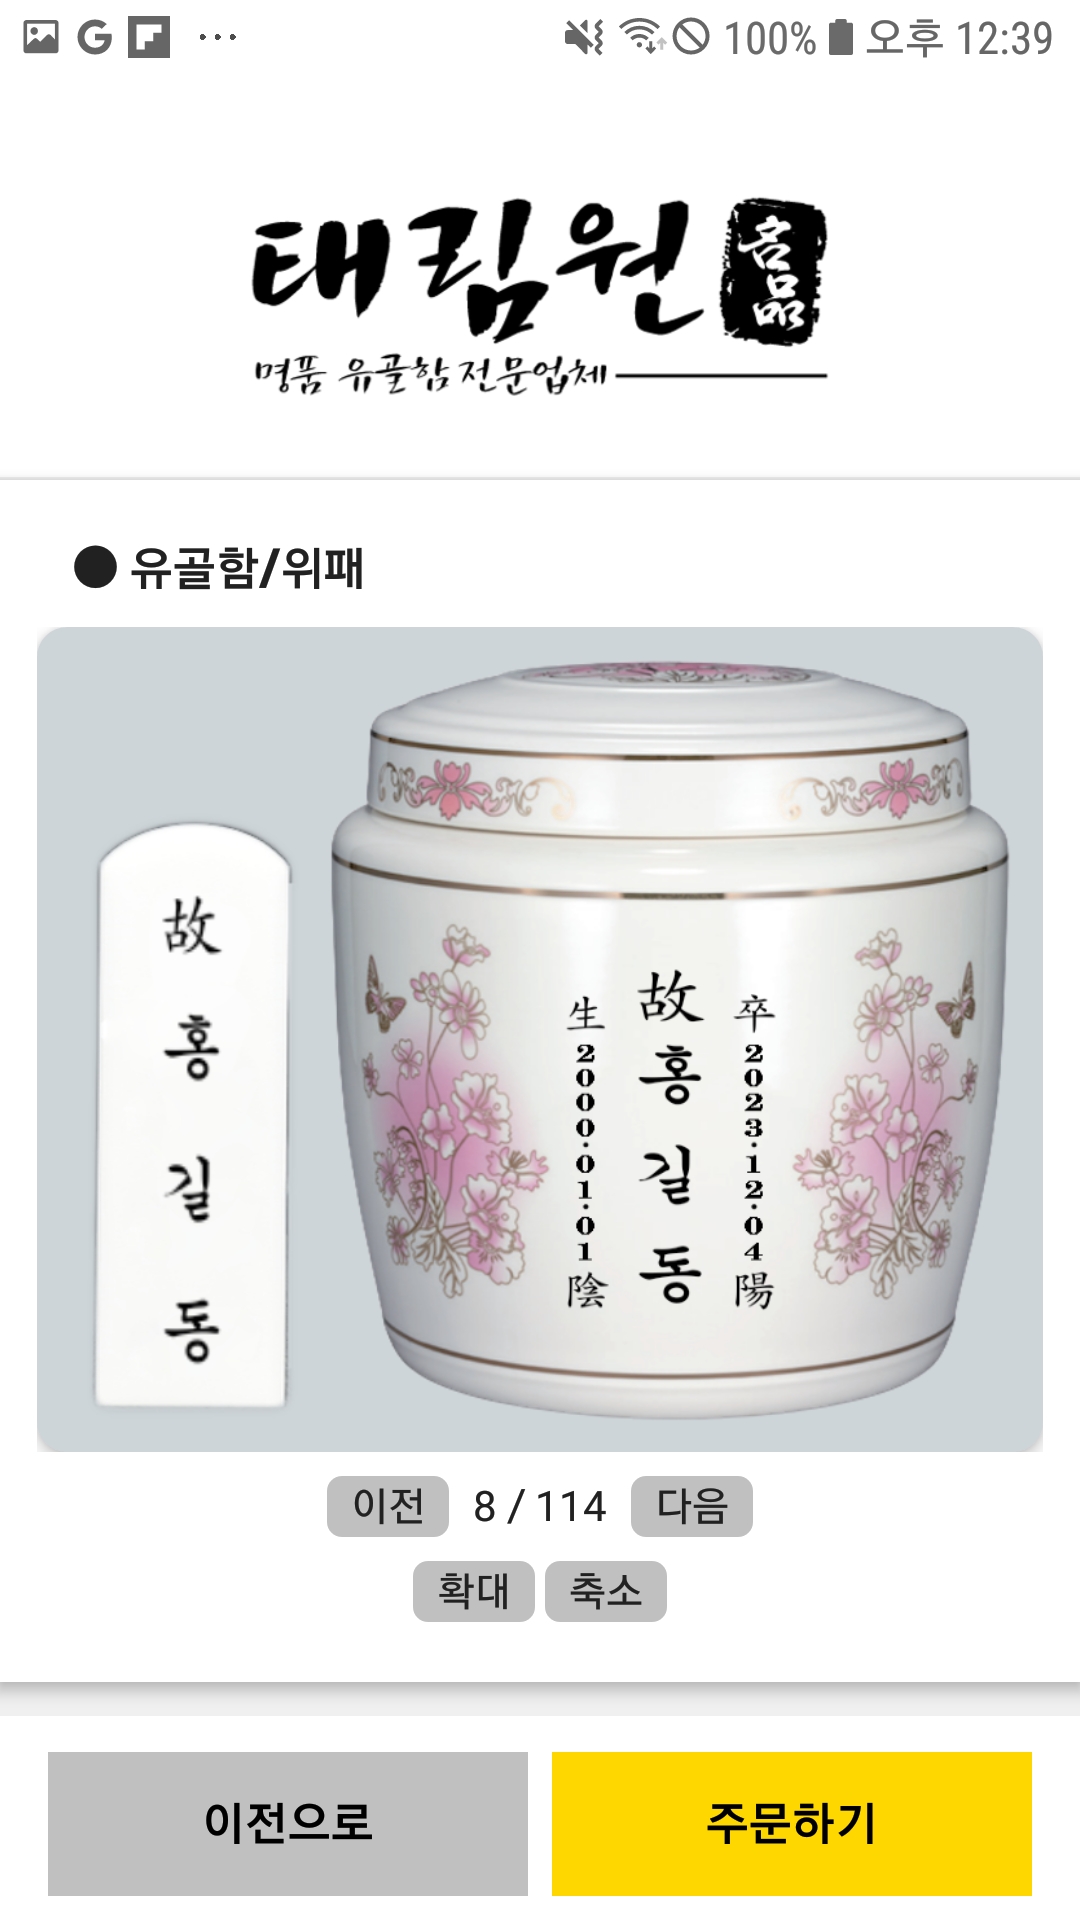 100% 오후 12:39
태림원 名品
명품 유골함 전문업체
● 유골함/위패
故 홍길동
生 2000.01.01 陰
故 홍길동
卒 2023.12.04 陽
이전 8 / 114 다음
확대 축소
이전으로 주문하기